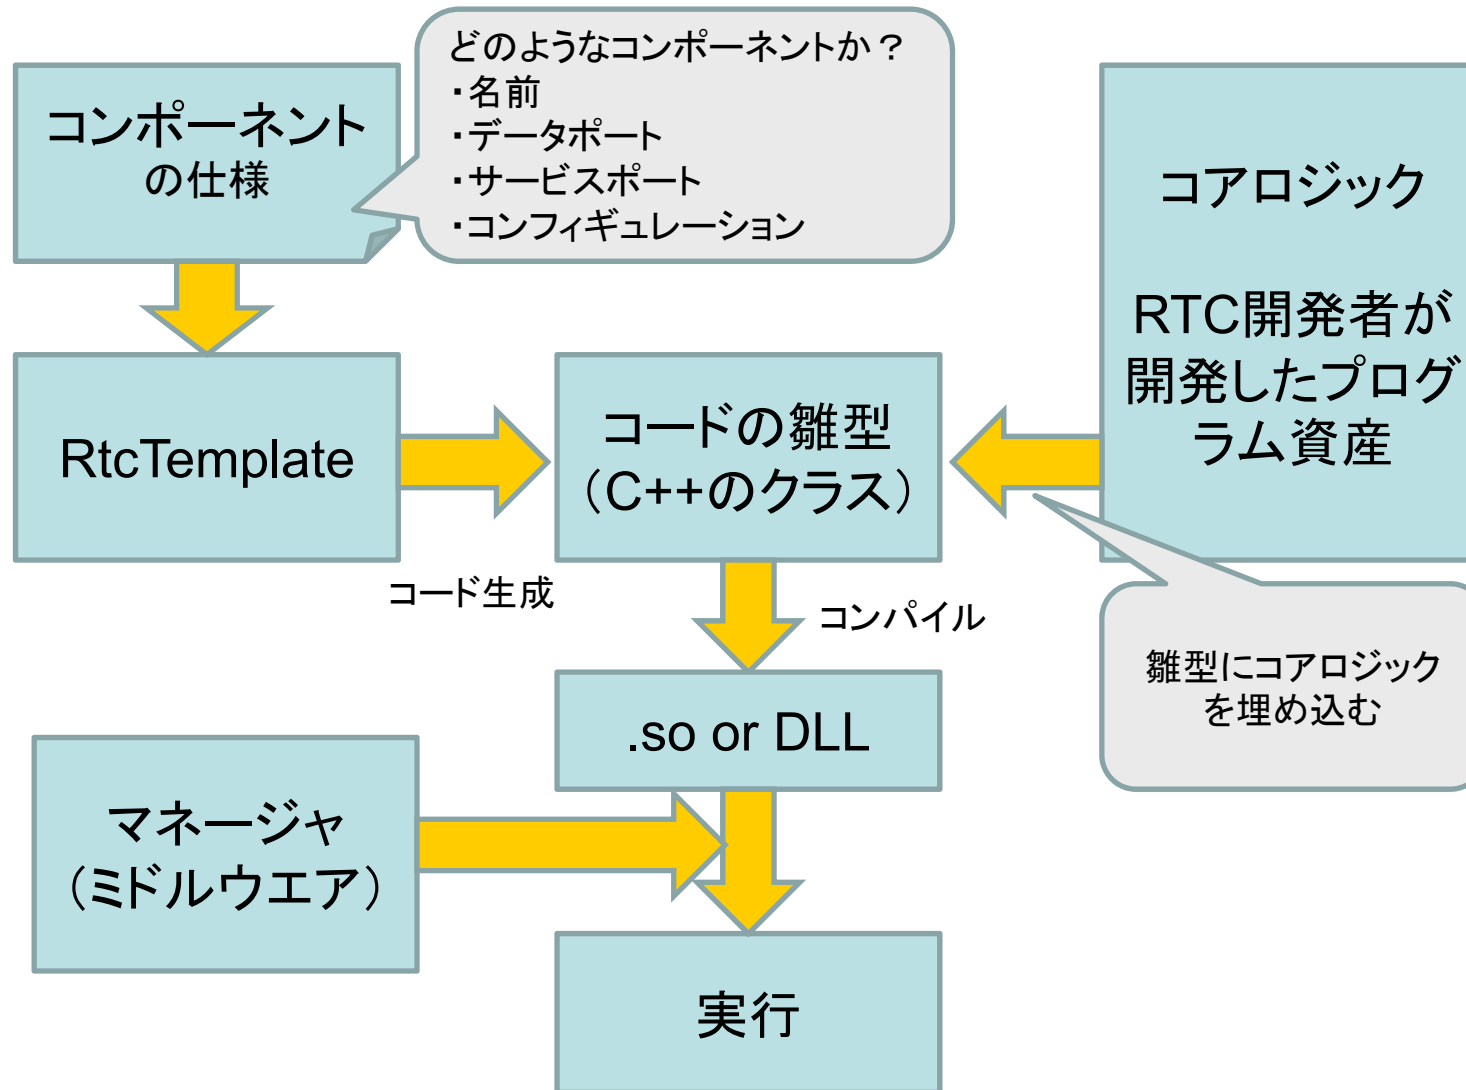 コンポーネント
の仕様
どのようなコンポーネントか？
・名前
・データポート
・サービスポート
・コンフィギュレーション
コアロジック
RTC開発者が
開発したプログ
ラム資産
RtcTemplate
コードの雛型
（C++のクラス）
コード生成
コンパイル
雛型にコアロジック
を埋め込む
.so or DLL
マネージャ
（ミドルウエア）
実行